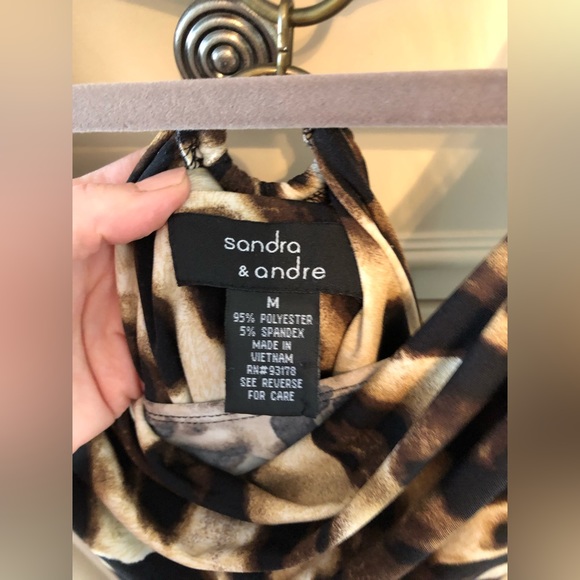 sandra
& andre
M
95% POLYESTER
5% SPANDEX
MADE IN
VIETNAM
RN#93178
SEE REVERSE
FOR CARE